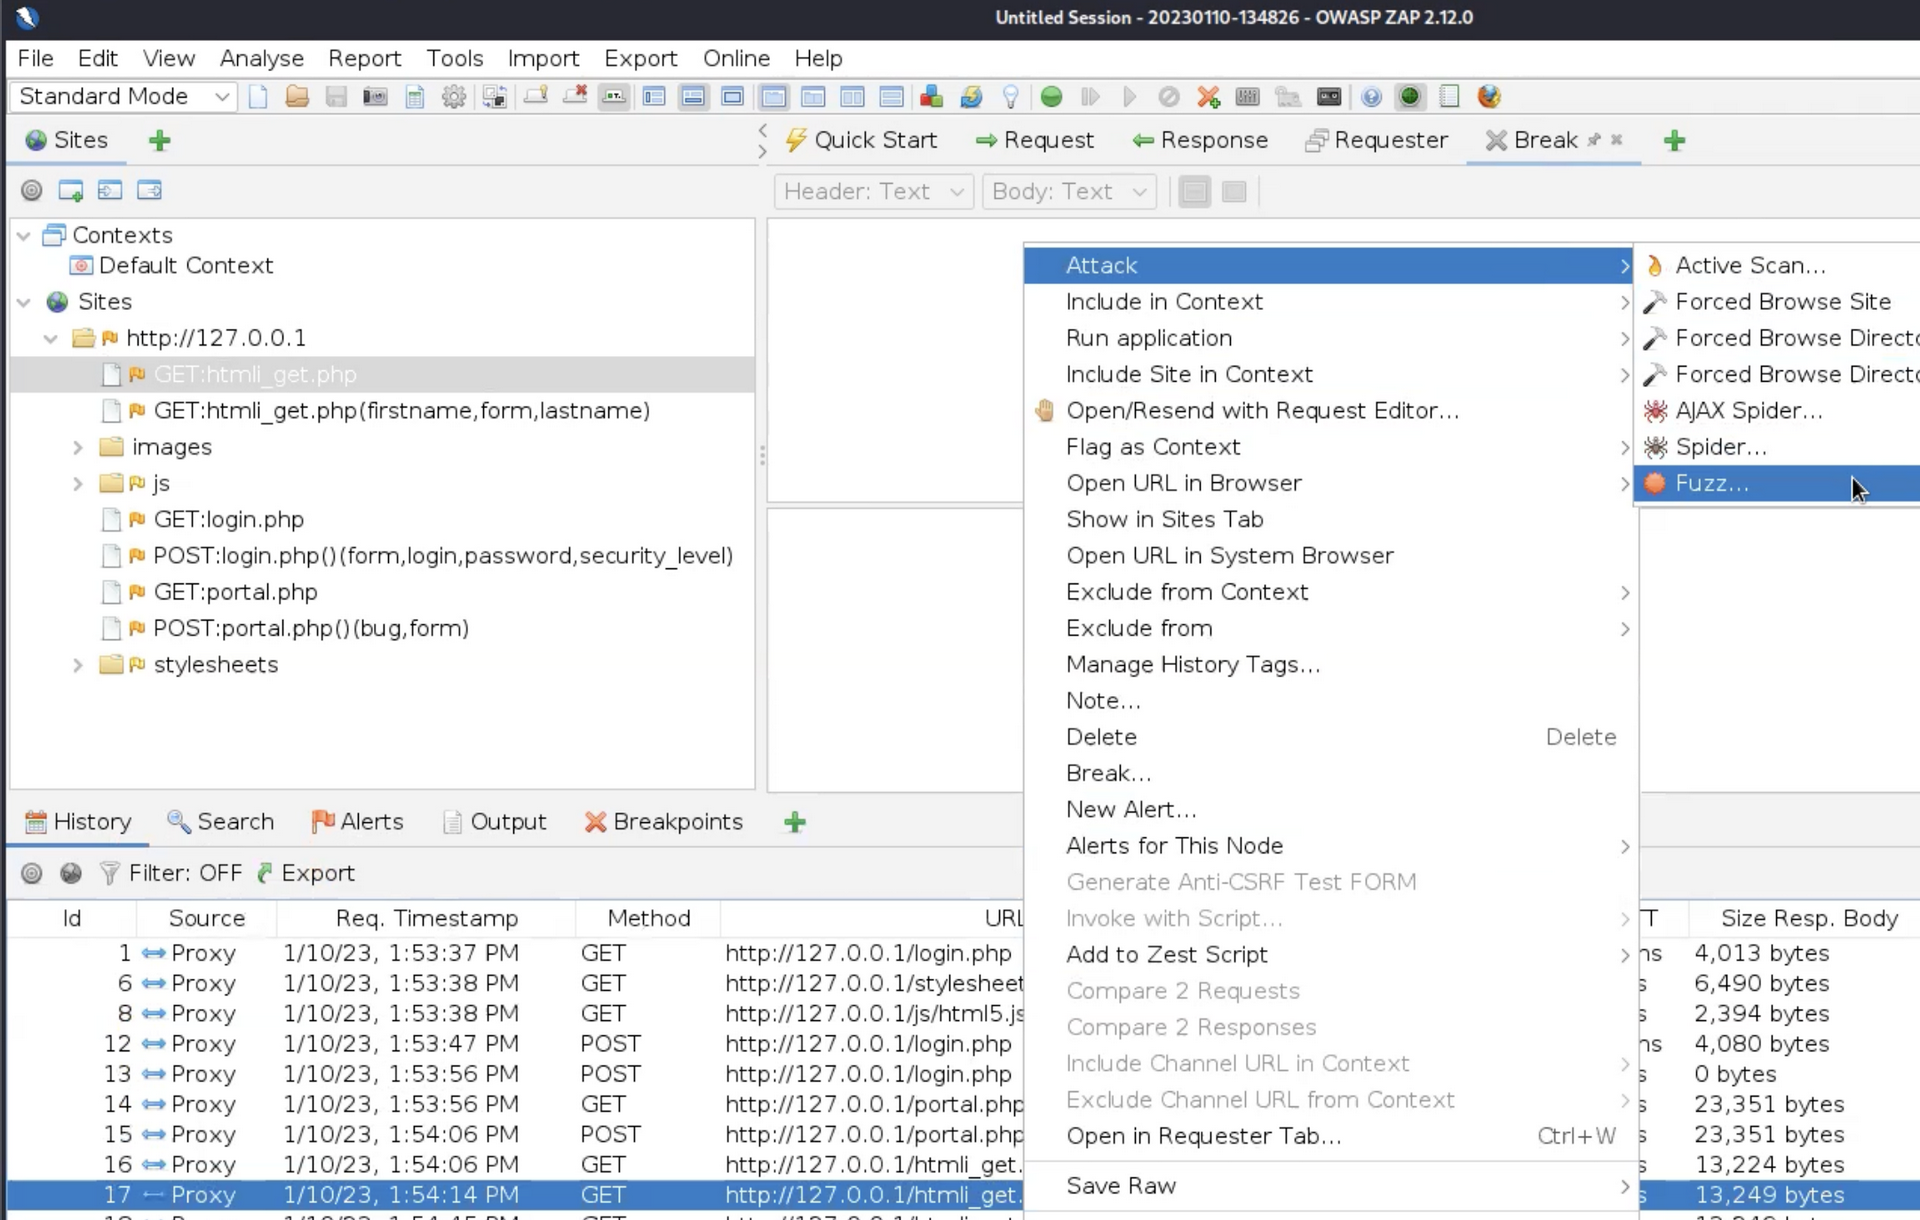 Untitled Session - 20230110-134826 - OWASP ZAP 2.12.0
File Edit View Analyse Report Tools Import Export Online Help
Standard Mode
Sites
Quick Start Request Response Requester Break
Header: Text Body: Text
Contexts
Default Context
Sites
http://127.0.0.1
GET:htmli_get.php
GET:htmli_get.php(firstname,form,lastname)
images
js
GET:login.php
POST:login.php()(form,login,password,security_level)
GET:portal.php
POST:portal.php()(bug,form)
stylesheets
Attack
Include in Context
Run application
Include Site in Context
Open/Resend with Request Editor...
Flag as Context
Open URL in Browser
Show in Sites Tab
Open URL in System Browser
Exclude from Context
Exclude from
Manage History Tags...
Note...
Delete Delete
Break...
New Alert...
Alerts for This Node
Generate Anti-CSRF Test FORM
Invoke with Script...
Add to Zest Script
Compare 2 Requests
Compare 2 Responses
Include Channel URL in Context
Exclude Channel URL from Context
Open in Requester Tab... Ctrl+W
Save Raw
Active Scan...
Forced Browse Site
Forced Browse Directo
Forced Browse Directo
AJAX Spider...
Spider...
Fuzz...
History Search Alerts Output Breakpoints
Filter: OFF Export
Id Source Req. Timestamp Method URL T Size Resp. Body
1 Proxy 1/10/23, 1:53:37 PM GET http://127.0.0.1/login.php ns 4,013 bytes
6 Proxy 1/10/23, 1:53:38 PM GET http://127.0.0.1/stylesheet s 6,490 bytes
8 Proxy 1/10/23, 1:53:38 PM GET http://127.0.0.1/js/html5.js s 2,394 bytes
12 Proxy 1/10/23, 1:53:47 PM POST http://127.0.0.1/login.php ns 4,080 bytes
13 Proxy 1/10/23, 1:53:56 PM POST http://127.0.0.1/login.php s 0 bytes
14 Proxy 1/10/23, 1:53:56 PM GET http://127.0.0.1/portal.php s 23,351 bytes
15 Proxy 1/10/23, 1:54:06 PM POST http://127.0.0.1/portal.php s 23,351 bytes
16 Proxy 1/10/23, 1:54:06 PM GET http://127.0.0.1/htmli_get. s 13,224 bytes
17 Proxy 1/10/23, 1:54:14 PM GET http://127.0.0.1/htmli_get. s 13,249 bytes